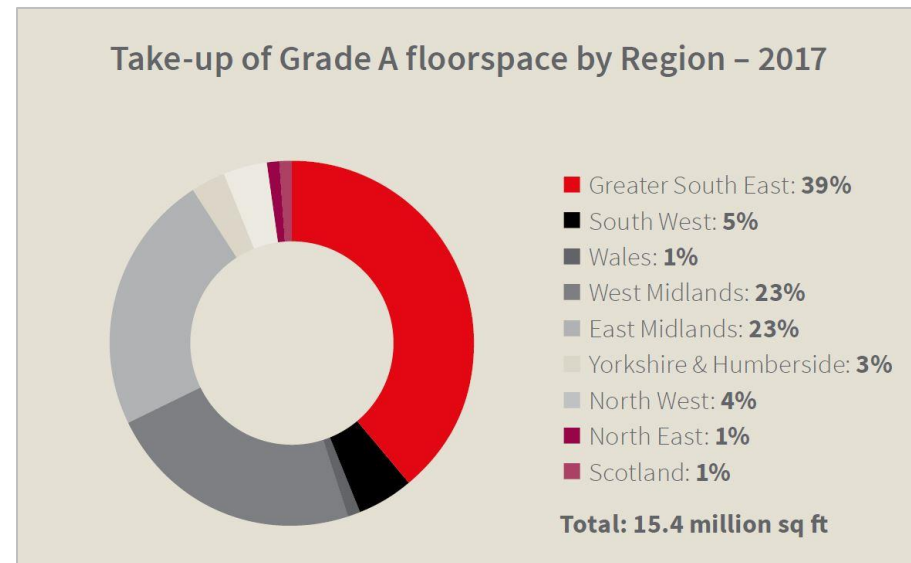 Take-up of Grade A floorspace by Region – 2017
Greater South East: 39%
South West: 5%
Wales: 1%
West Midlands: 23%
East Midlands: 23%
Yorkshire & Humberside: 3%
North West: 4%
North East: 1%
Scotland: 1%
Total: 15.4 million sq ft